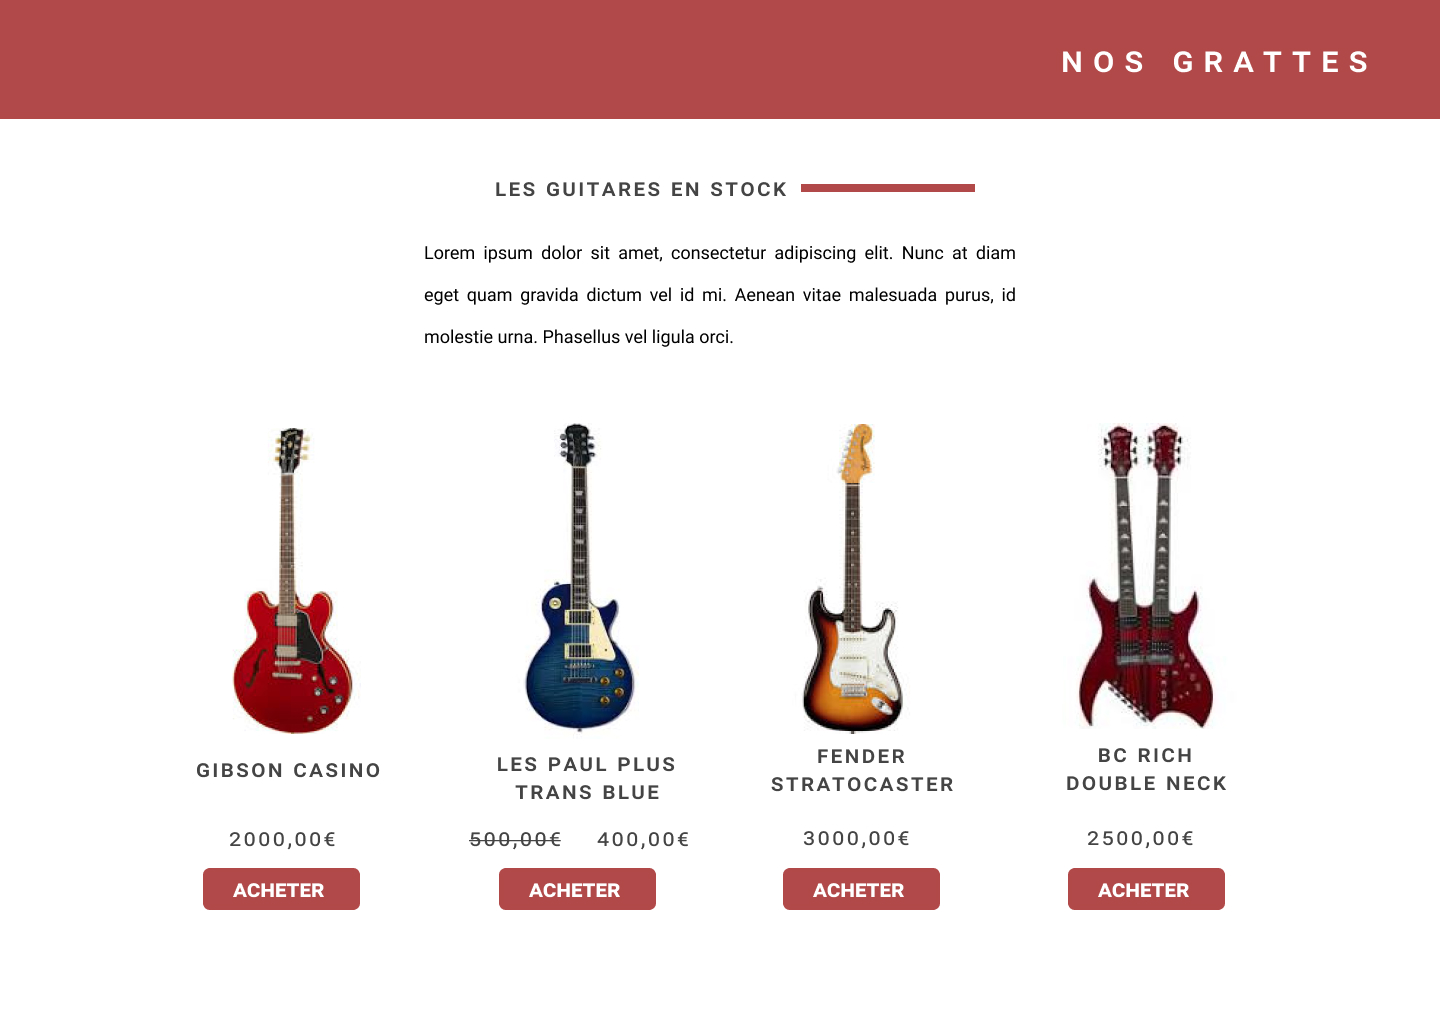 NOS GRATTES
LES GUITARES EN STOCK
Lorem ipsum dolor sit amet, consectetur adipiscing elit. Nunc at diam
eget quam gravida dictum vel id mi. Aenean vitae malesuada purus, id
molestie urna. Phasellus vel ligula orci.
GIBSON CASINO
2000,00€
ACHETER
LES PAUL PLUS
TRANS BLUE
500,00€ 400,00€
ACHETER
FENDER
STRATOCASTER
3000,00€
ACHETER
BC RICH
DOUBLE NECK
2500,00€
ACHETER